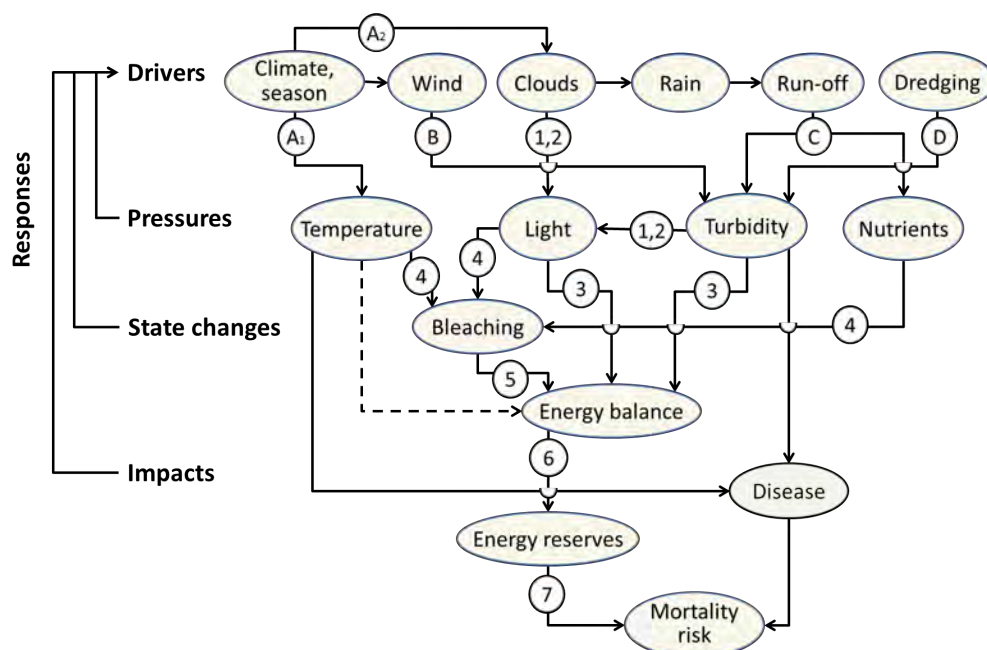 A2
Drivers
Climate,
season
Wind
Clouds
Rain
Run-off
Dredging
A1
B
1,2
C
D
Responses
Pressures
Temperature
Light
1,2
Turbidity
Nutrients
4
4
3
3
State changes
Bleaching
4
5
Energy balance
6
Impacts
Disease
Energy reserves
7
Mortality
risk